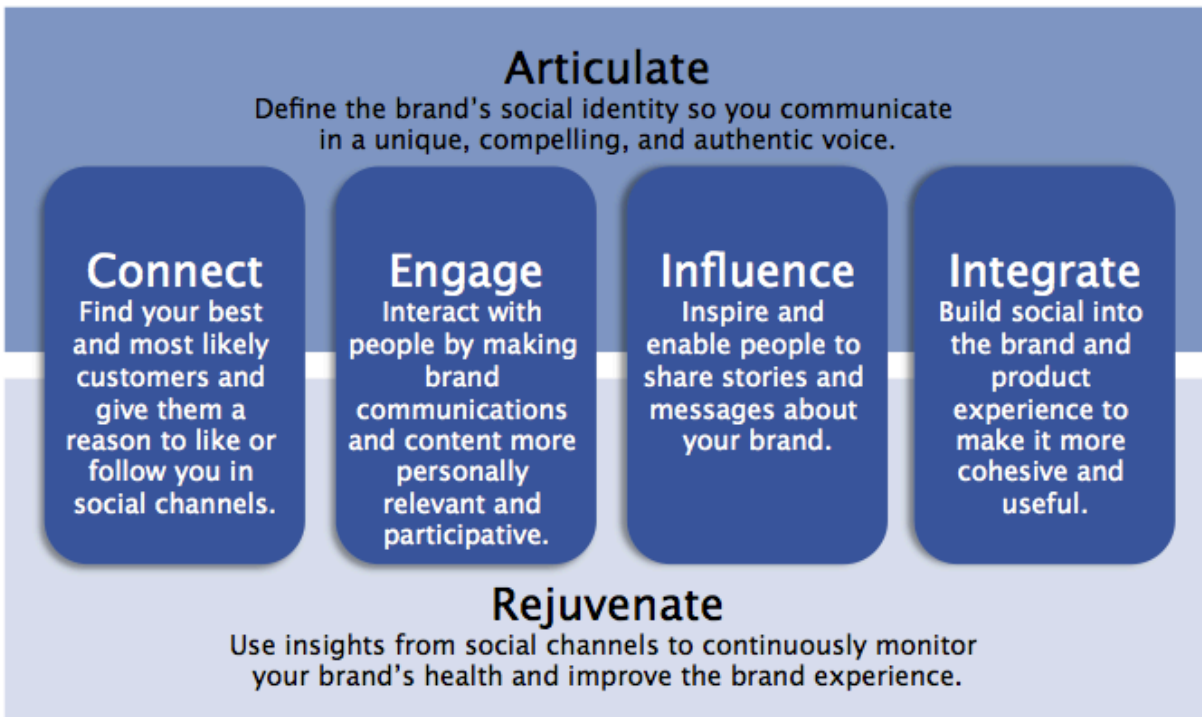 Articulate
Define the brand's social identity so you communicate
in a unique, compelling, and authentic voice.
Connect
Find your best
and most likely
customers and
give them a
reason to like or
follow you in
social channels.
Engage
Interact with
people by making
brand
communications
and content more
personally
relevant and
participative.
Influence
Inspire and
enable people to
share stories and
messages about
your brand.
Integrate
Build social into
the brand and
product
experience to
make it more
cohesive and
useful.
Rejuvenate
Use insights from social channels to continuously monitor
your brand's health and improve the brand experience.